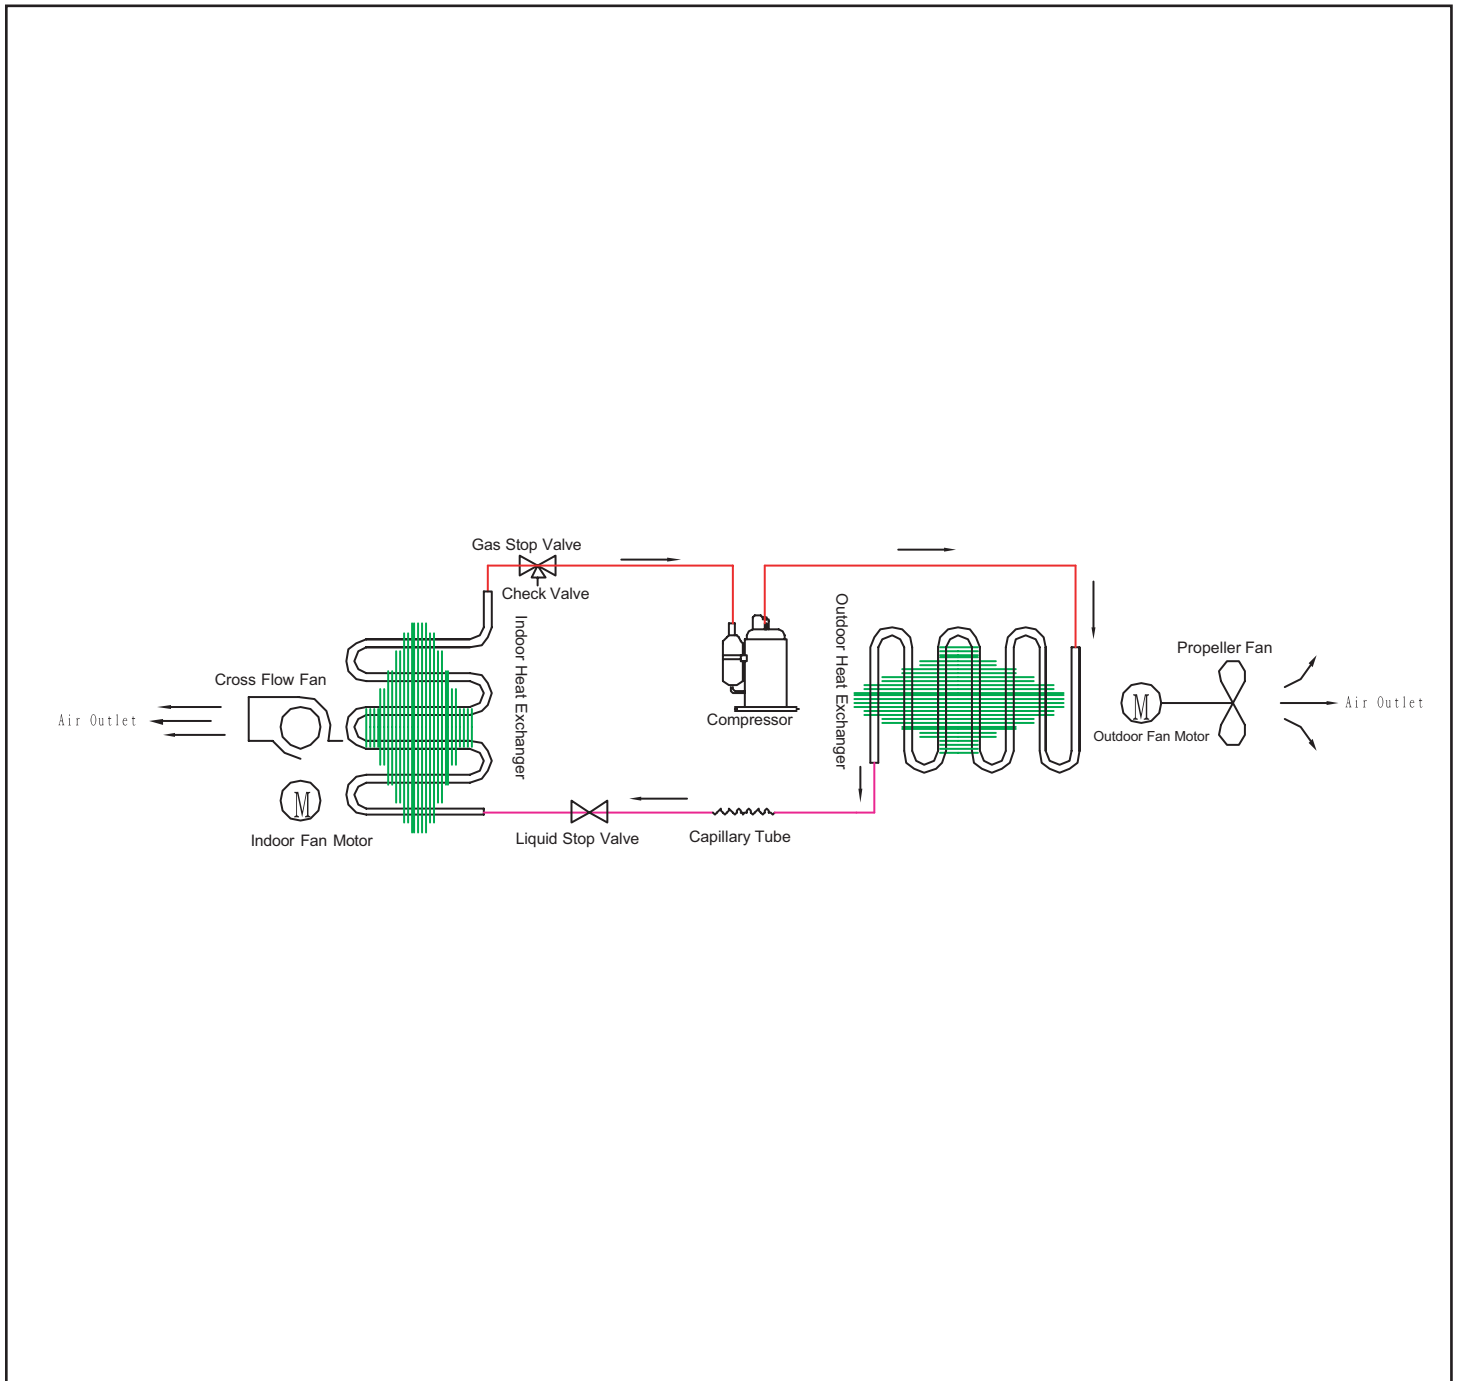 Gas Stop Valve
Check Valve
Indoor Heat Exchanger
Outdoor Heat Exchanger
Propeller Fan
Cross Flow Fan
Air Outlet
Compressor
M
Outdoor Fan Motor
Air Outlet
M
Indoor Fan Motor
Liquid Stop Valve
Capillary Tube